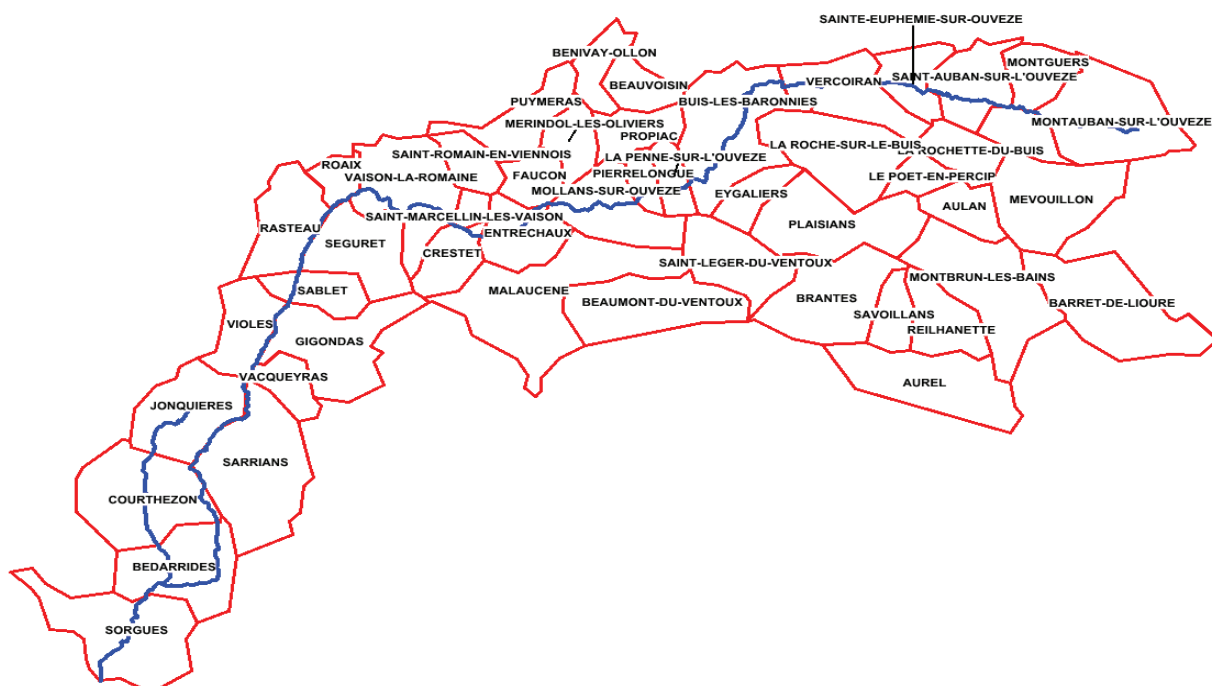 SAINTE-EUPHEMIE-SUR-OUVEZE
BENIVAY-OLLON
MONTGUERS
SAINT-AUBAN-SUR-L'OUVEZE
VERCOIRAN
BEAUVOISIN
PUYMERAS
BUIS-LES-BARONNIES
MERINDOL-LES-OLIVIERS
MONTAUBAN-SUR-L'OUVEZE
PROPIAC
LA ROCHE-SUR-LE-BUIS
LA ROCHETTE-DU-BUIS
SAINT-ROMAIN-EN-VIENNOIS
LA PENNE-SUR-L'OUVEZE
ROAIX
VAISON-LA-ROMAINE
FAUCON
PIERRELONGUE
LE POET-EN-PERCIP
MOLLANS-SUR-OUVEZE
EYGALIERS
MEVOUILLON
AULAN
SAINT-MARCELLIN-LES-VAISON
PLAISIANS
RASTEAU
ENTRECHAUX
SEGURET
CRESTET
SAINT-LEGER-DU-VENTOUX
MONTBRUN-LES-BAINS
SABLET
MALAUCENE
BEAUMONT-DU-VENTOUX
BRANTES
BARRET-DE-LIOURE
SAVOILLANS
VIOLES
REILHANETTE
GIGONDAS
VACQUEYRAS
AUREL
JONQUIERES
SARRIANS
COURTHEZON
BEDARRIDES
SORGUES